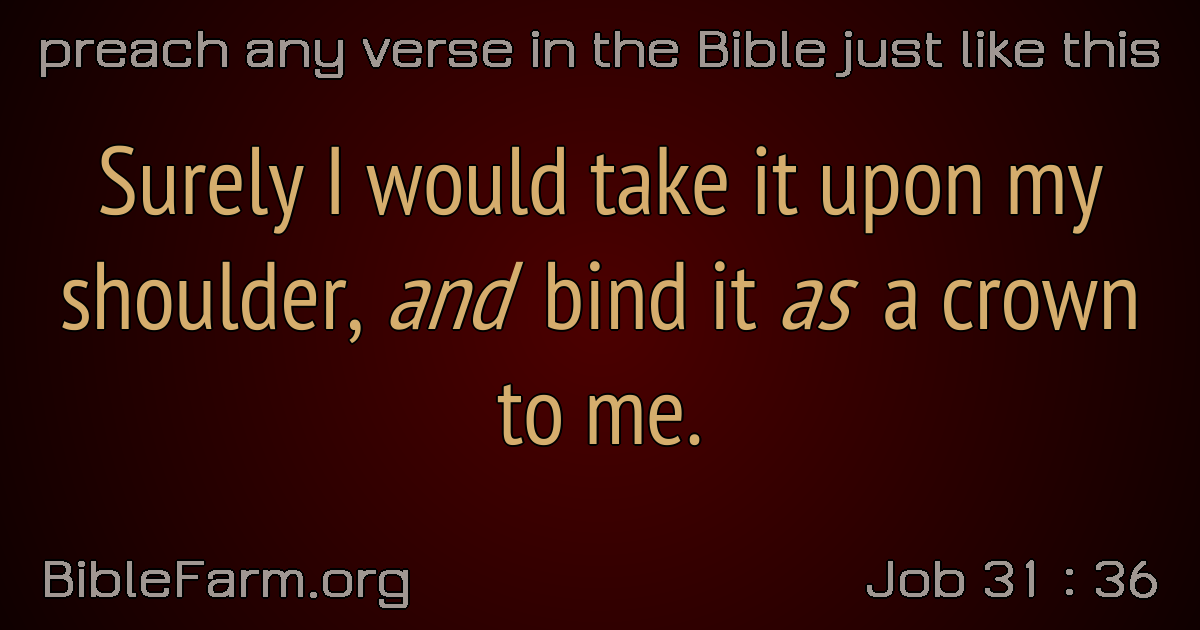 preach any verse in the Bible just like this
Surely I would take it upon my
shoulder, and bind it as a crown
to me.
BibleFarm.org
Job 31 : 36